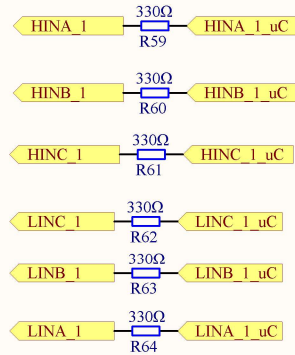 330Ω
HINA_1 HINA_1_uC
R59
330Ω
HINB_1 HINB_1_uC
R60
330Ω
HINC_1 HINC_1_uC
R61
330Ω
LINC_1 LINC_1_uC
R62
330Ω
LINB_1 LINB_1_uC
R63
330Ω
LINA_1 LINA_1_uC
R64